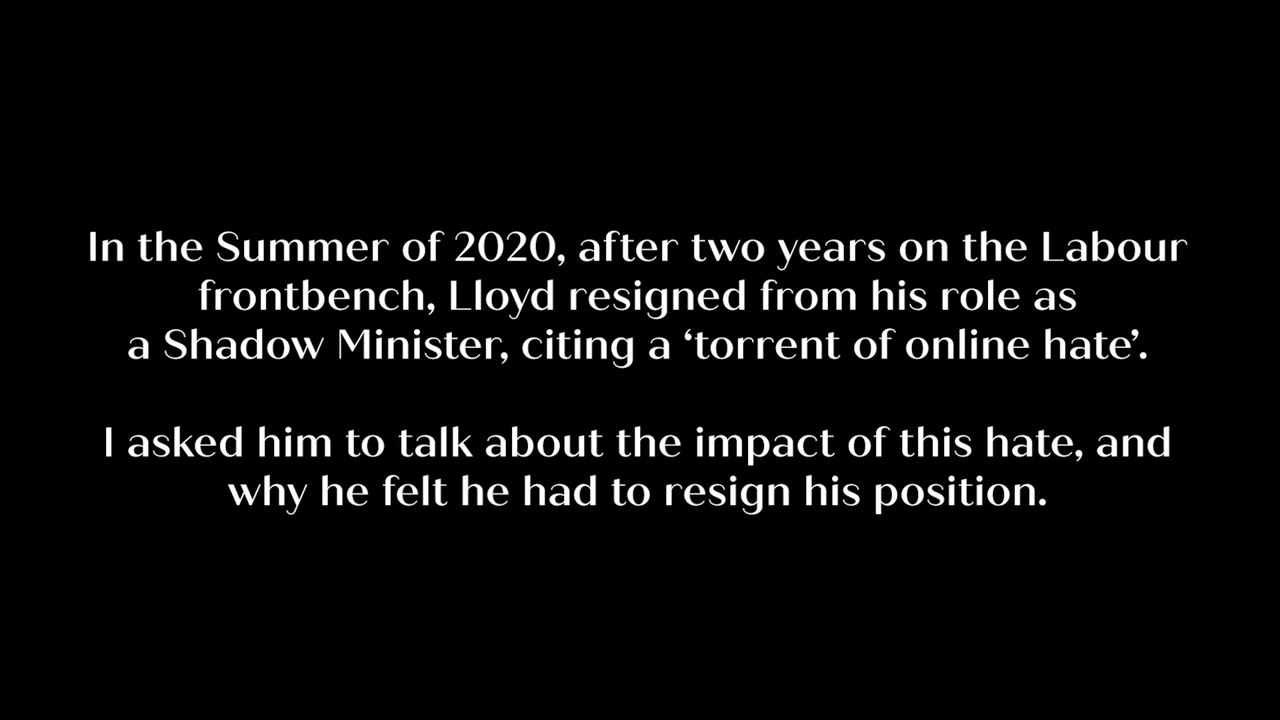 In the Summer of 2020, after two years on the Labour
frontbench, Lloyd resigned from his role as
a Shadow Minister, citing a ‘torrent of online hate’.
I asked him to talk about the impact of this hate, and
why he felt he had to resign his position.